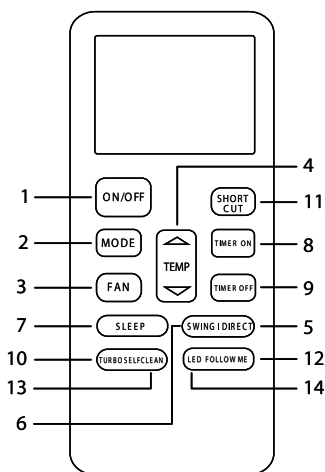 4
1
ON/OFF
SHORT
CUT
11
2
MODE
TEMP
TIMER ON
8
3
FAN
TIMER OFF
9
7
SLEEP
SWING I DIRECT
5
10
TURBO SELFCLEAN
LED FOLLOW ME
12
13
14
6